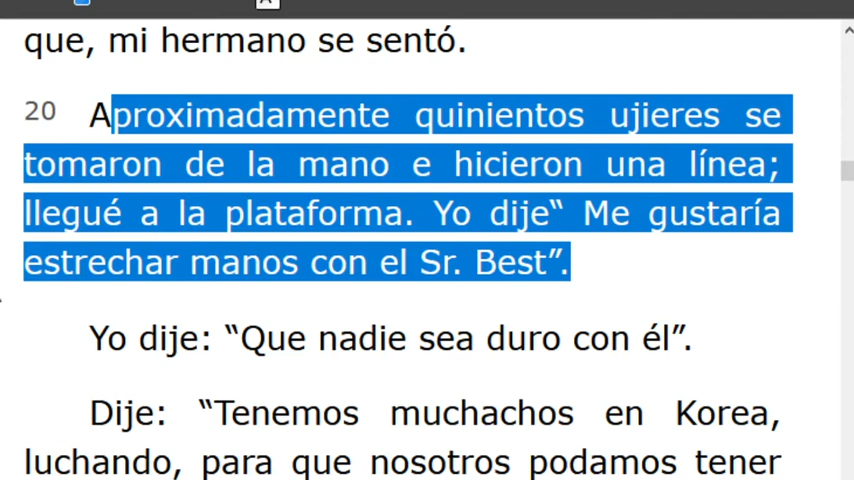 que, mi hermano se sentó.
20 Aproximadamente quinientos ujieres se
tomaron de la mano e hicieron una línea;
llegué a la plataforma. Yo dije“ Me gustaría
estrechar manos con el Sr. Best”.
Yo dije: “Que nadie sea duro con él”.
Dije: “Tenemos muchachos en Korea,
luchando, para que nosotros podamos tener